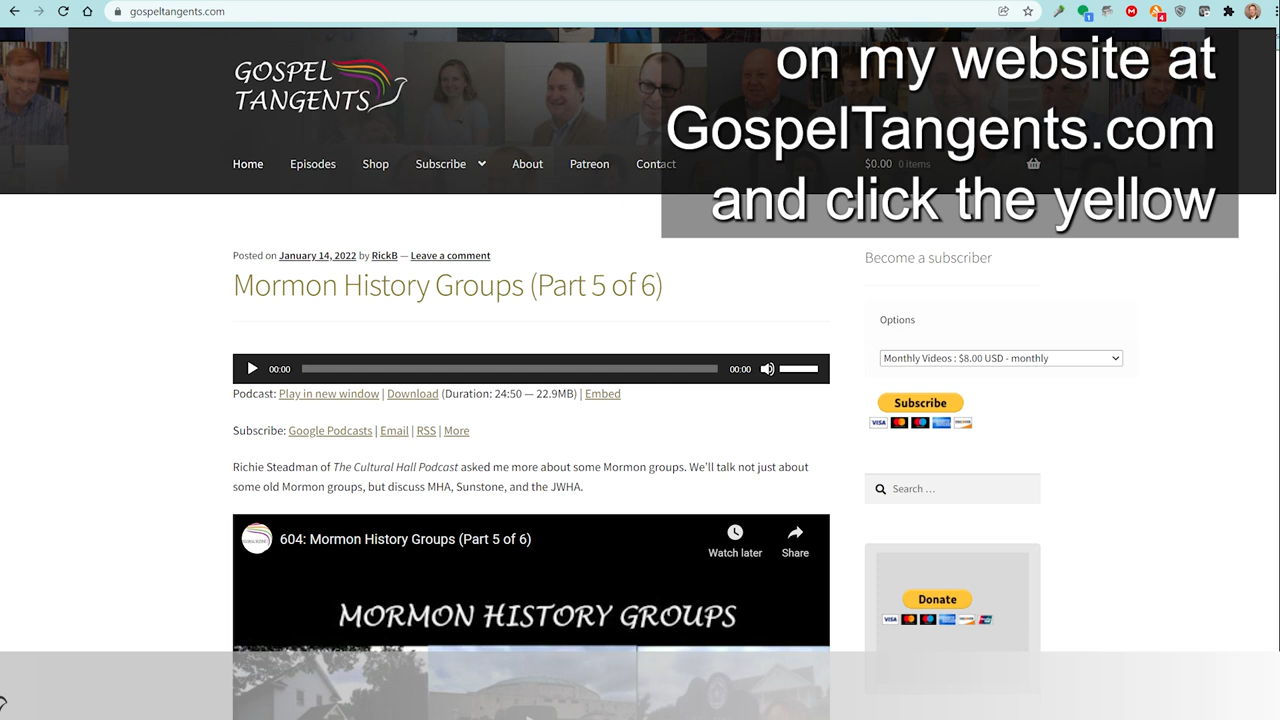 gospeltangents.com
on my website at
GospelTangents.com
and click the yellow
GOSPEL
TANGENTS
Home Episodes Shop Subscribe About Patreon Contact
$0.00 0 items
Posted on January 14, 2022 by RickB — Leave a comment
Mormon History Groups (Part 5 of 6)
00:00 00:00
Podcast: Play in new window | Download (Duration: 24:50 — 22.9MB) | Embed
Subscribe: Google Podcasts | Email | RSS | More
Richie Steadman of The Cultural Hall Podcast asked me more about some Mormon groups. We’ll talk not just about
some old Mormon groups, but discuss MHA, Sunstone, and the JWHA.
604: Mormon History Groups (Part 5 of 6)
Watch later Share
MORMON HISTORY GROUPS
Become a subscriber
Options
Monthly Videos : $8.00 USD - monthly
Subscribe
VISA
Search …
Donate
VISA